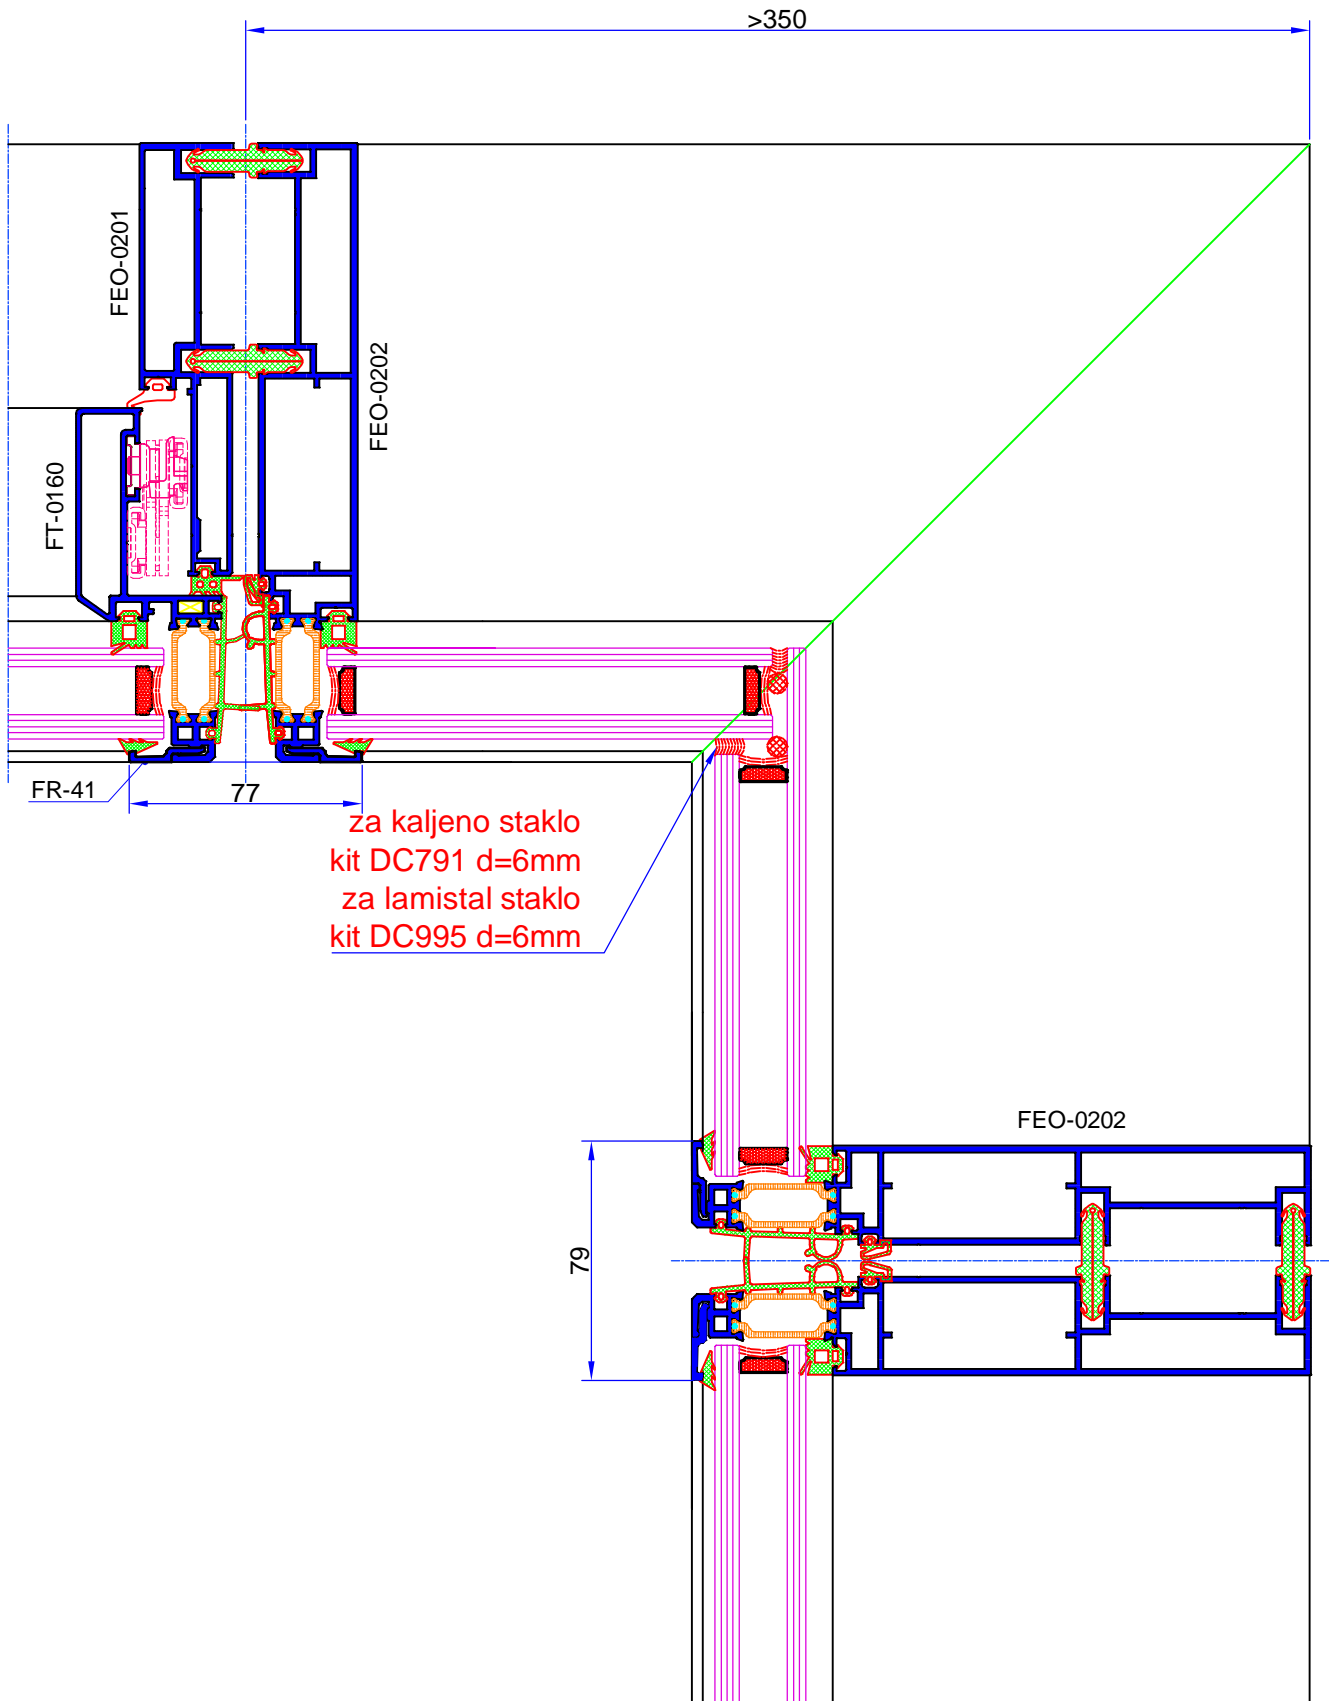 >350
FEO-0201
FEO-0202
FT-0160
FR-41
77
za kaljeno staklo
kit DC791 d=6mm
za lamistal staklo
kit DC995 d=6mm
FEO-0202
79